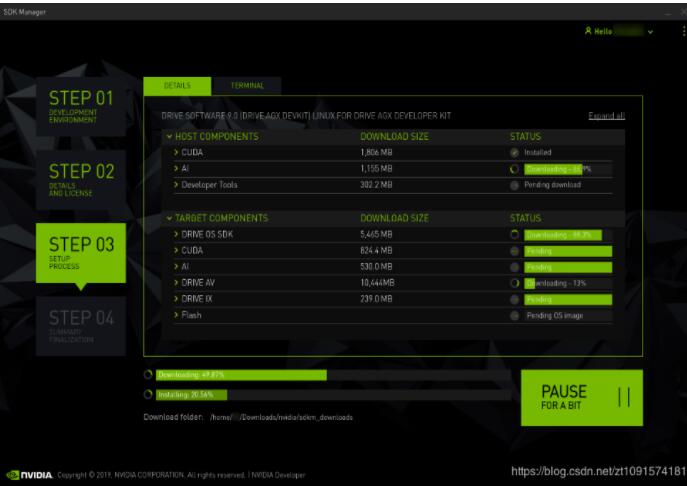 SDK Manager
Hello
STEP 01
DEVELOPMENT
ENVIRONMENT
STEP 02
DETAILS
AND LICENSE
STEP 03
SETUP
PROCESS
STEP 04
SUMMARY
FINALIZATION
DETAILS TERMINAL
DRIVE SOFTWARE 9.0 (DRIVE AGX DEVKIT) LINUX FOR DRIVE AGX DEVELOPER KIT Expand all
HOST COMPONENTS DOWNLOAD SIZE STATUS
CUDA 1,806 MB Installed
AI 1,155 MB Downloading -
Developer Tools 302.2 MB Pending download
TARGET COMPONENTS DOWNLOAD SIZE STATUS
DRIVE OS SDK 5,465 MB Downloading -
CUDA 824.4 MB Pending
AI 530.0 MB Pending
DRIVE AV 10,444MB Downloading - 13%
DRIVE IX 239.0 MB Pending
Flash Pending OS image
Downloading: 49.87%
Installing: 20.56%
Download folder: /home/ /Downloads/nvidia/sdkm_downloads
PAUSE
FOR A BIT
NVIDIA. Copyright © 2019, NVIDIA CORPORATION. All rights reserved. | NVIDIA Developer
https://blog.csdn.net/zt1091574181